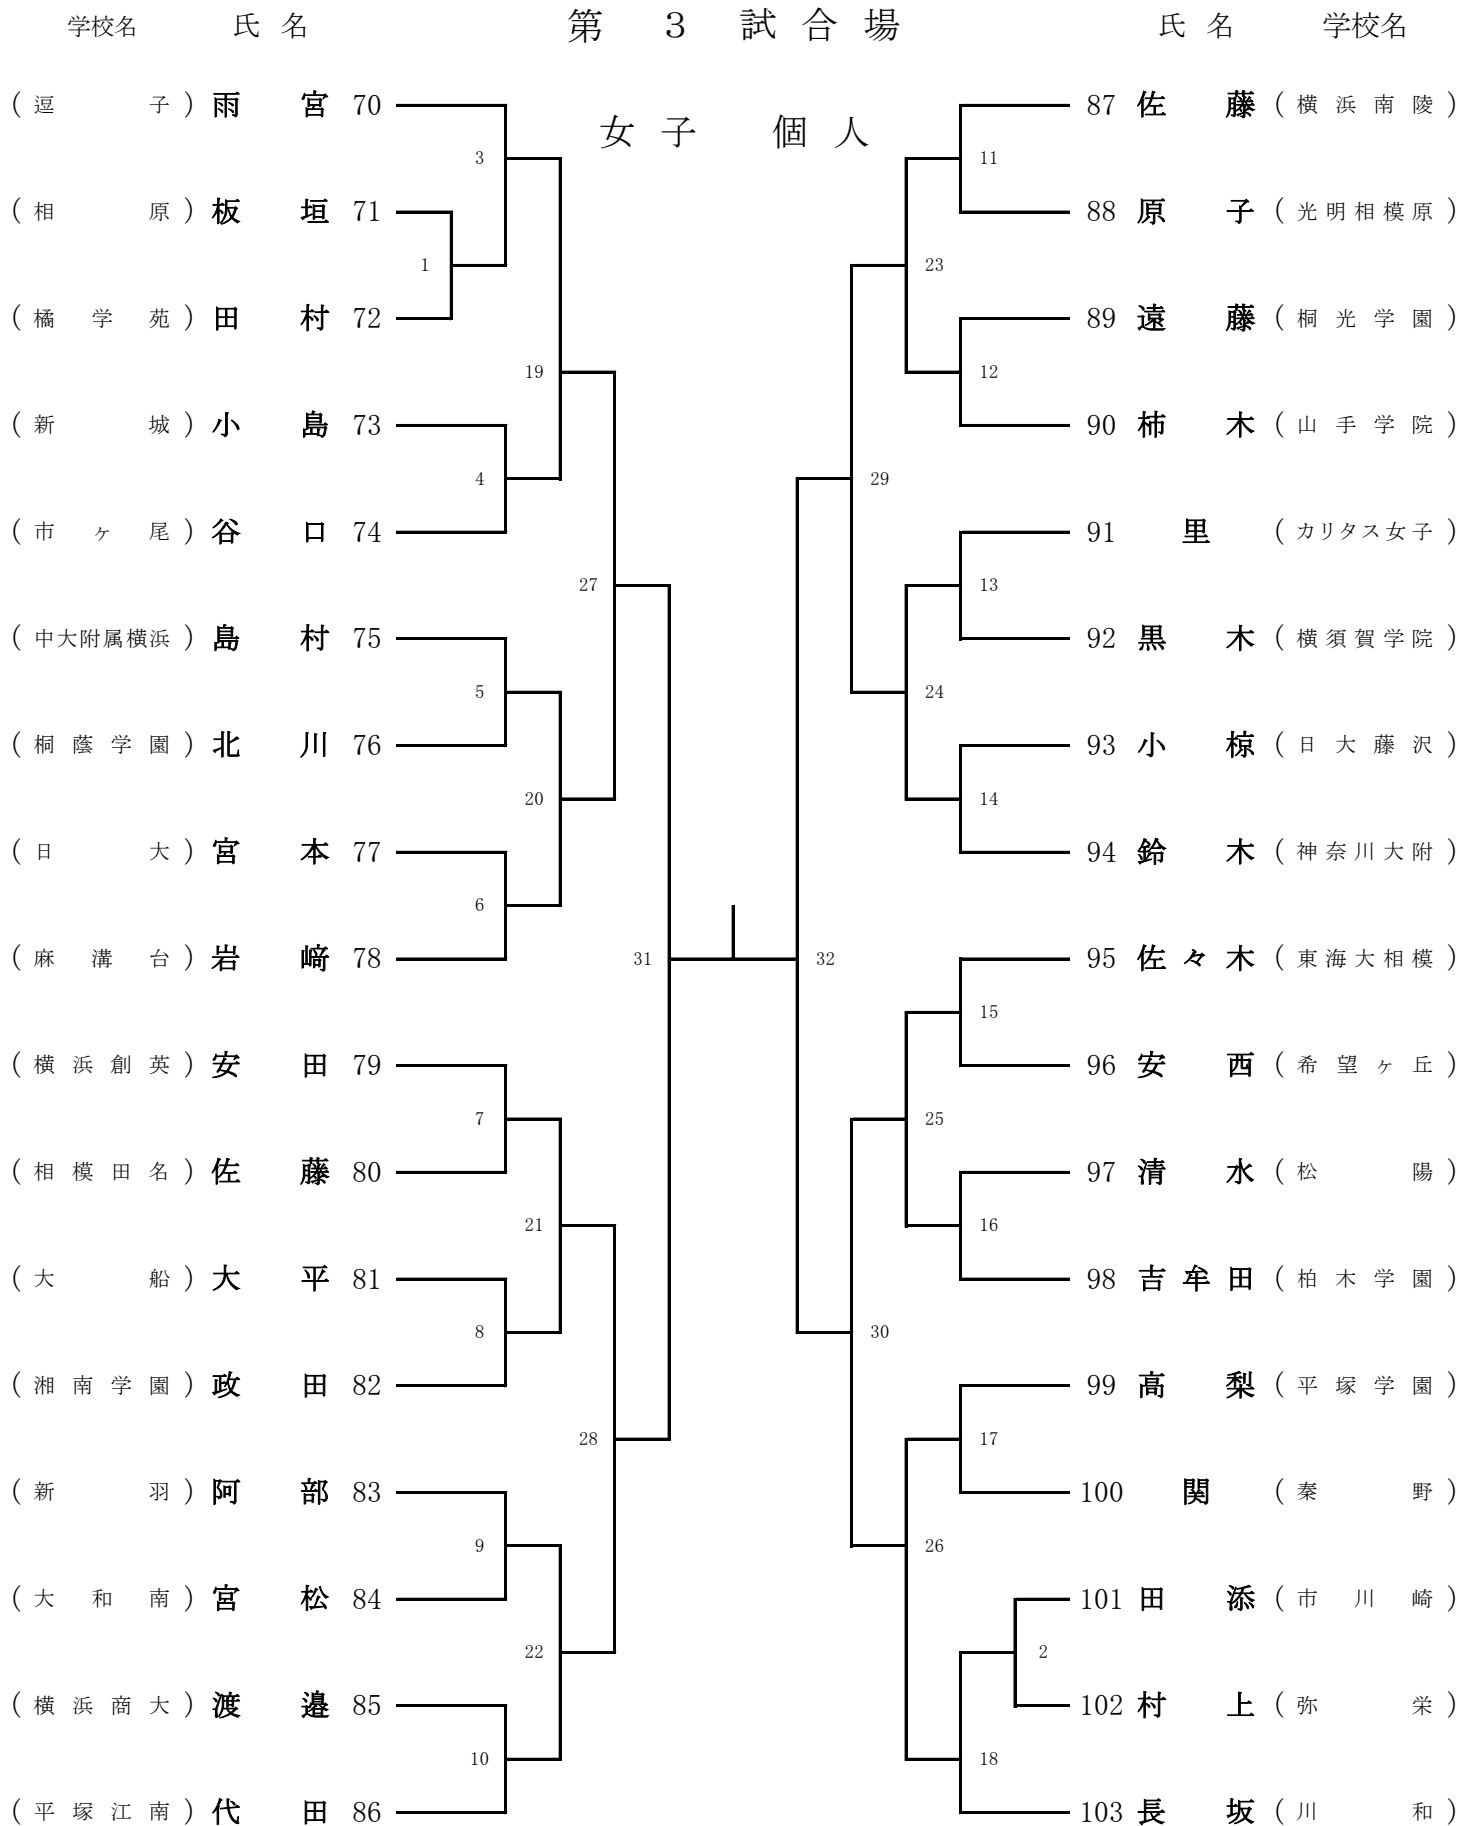 学校名 氏名 第3試合場 氏名 学校名
女子 個人
(逗子) 雨宮 70
3
(相原) 板垣 71
1
(橘学苑) 田村 72
19
(新城) 小島 73
4
(市ヶ尾) 谷口 74
27
(中大附属横浜) 島村 75
5
(桐蔭学園) 北川 76
20
(日大) 宮本 77
6
(麻溝台) 岩﨑 78
31
(横浜創英) 安田 79
7
(相模田名) 佐藤 80
21
(大船) 大平 81
8
(湘南学園) 政田 82
28
(新羽) 阿部 83
9
(大和南) 宮松 84
22
(横浜商大) 渡邉 85
10
(平塚江南) 代田 86
87 佐藤 (横浜南陵)
11
88 原子 (光明相模原)
23
89 遠藤 (桐光学園)
12
90 柿木 (山手学院)
29
91 里 (カリタス女子)
13
92 黒木 (横須賀学院)
24
93 小椋 (日大藤沢)
14
94 鈴木 (神奈川大附)
32
95 佐々木 (東海大相模)
15
96 安西 (希望ヶ丘)
25
97 清水 (松陽)
16
98 吉牟田 (柏木学園)
30
99 高梨 (平塚学園)
17
100 関 (秦野)
26
101 田添 (市川崎)
2
102 村上 (弥栄)
18
103 長坂 (川和)